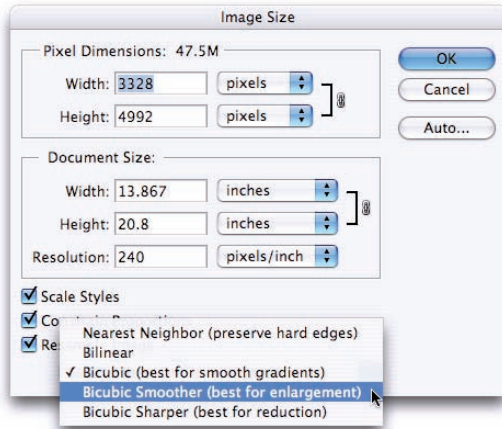 Image Size
Pixel Dimensions: 47.5M
Width: 3328 pixels
Height: 4992 pixels
OK
Cancel
Auto...
Document Size:
Width: 13.867 inches
Height: 20.8 inches
Resolution: 240 pixels/inch
Scale Styles
Nearest Neighbor (preserve hard edges)
Bilinear
✓ Bicubic (best for smooth gradients)
Bicubic Smoother (best for enlargement)
Bicubic Sharper (best for reduction)